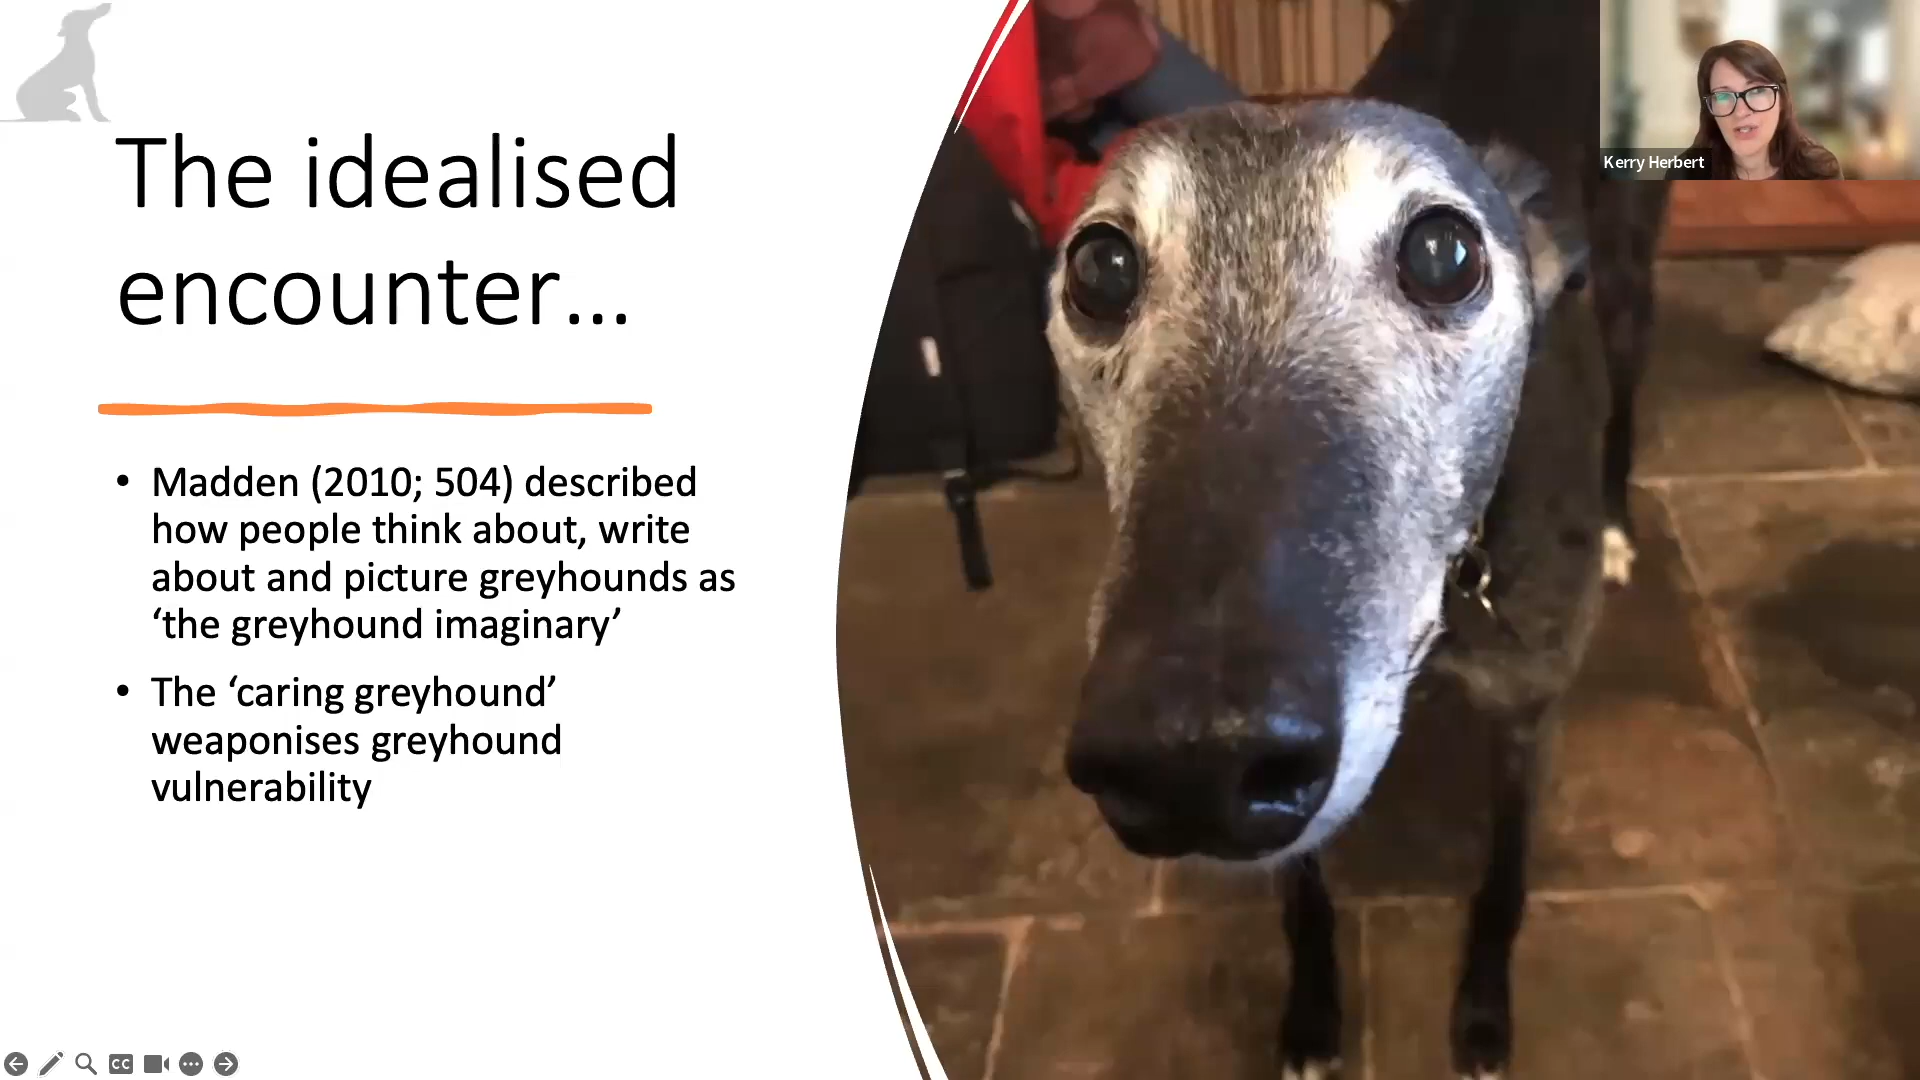 The idealised
encounter...
• Madden (2010; 504) described
how people think about, write
about and picture greyhounds as
‘the greyhound imaginary’
• The ‘caring greyhound’
weaponises greyhound
vulnerability
Kerry Herbert
CC